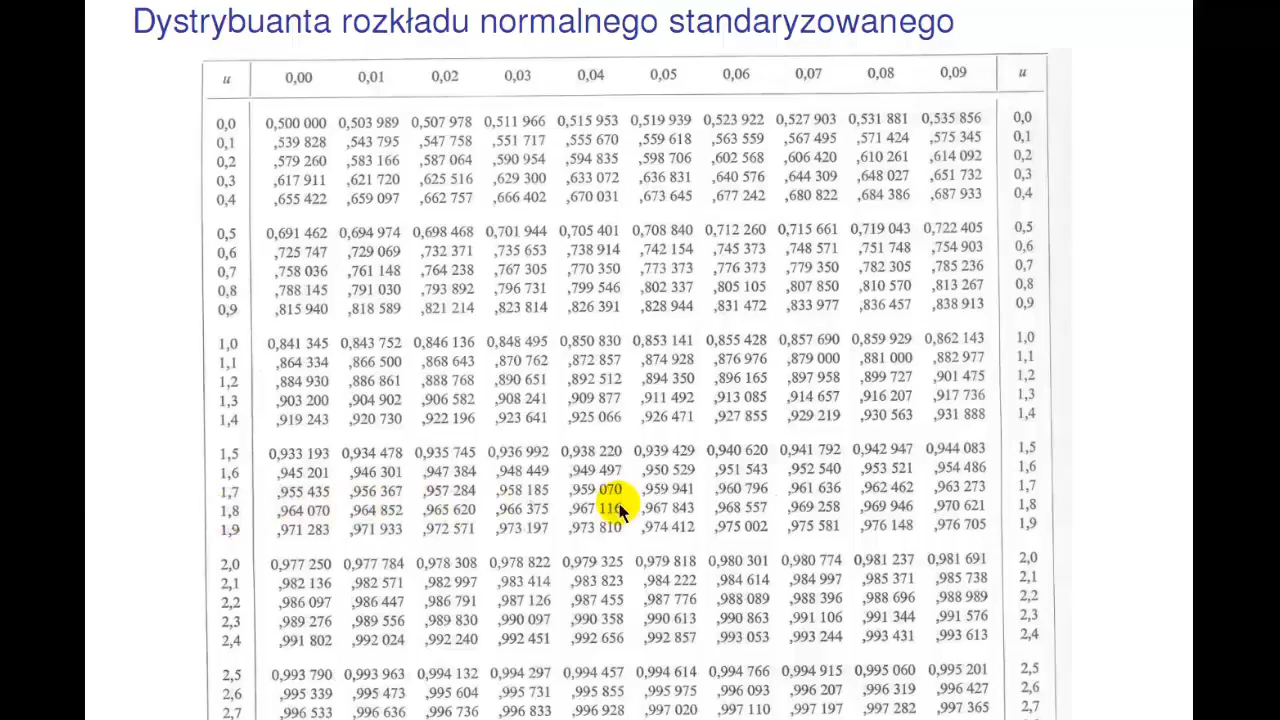 Dystrybuanta rozkładu normalnego standaryzowanego
u 0,00 0,01 0,02 0,03 0,04 0,05 0,06 0,07 0,08 0,09 u
0,0 0,500 000 0,503 989 0,507 978 0,511 966 0,515 953 0,519 939 0,523 922 0,527 903 0,531 881 0,535 856 0,0
0,1 ,539 828 ,543 795 ,547 758 ,551 717 ,555 670 ,559 618 ,563 559 ,567 495 ,571 424 ,575 345 0,1
0,2 ,579 260 ,583 166 ,587 064 ,590 954 ,594 835 ,598 706 ,602 568 ,606 420 ,610 261 ,614 092 0,2
0,3 ,617 911 ,621 720 ,625 516 ,629 300 ,633 072 ,636 831 ,640 576 ,644 309 ,648 027 ,651 732 0,3
0,4 ,655 422 ,659 097 ,662 757 ,666 402 ,670 031 ,673 645 ,677 242 ,680 822 ,684 386 ,687 933 0,4
0,5 0,691 462 0,694 974 0,698 468 0,701 944 0,705 401 0,708 840 0,712 260 0,715 661 0,719 043 0,722 405 0,5
0,6 ,725 747 ,729 069 ,732 371 ,735 653 ,738 914 ,742 154 ,745 373 ,748 571 ,751 748 ,754 903 0,6
0,7 ,758 036 ,761 148 ,764 238 ,767 305 ,770 350 ,773 373 ,776 373 ,779 350 ,782 305 ,785 236 0,7
0,8 ,788 145 ,791 030 ,793 892 ,796 731 ,799 546 ,802 337 ,805 105 ,807 850 ,810 570 ,813 267 0,8
0,9 ,815 940 ,818 589 ,821 214 ,823 814 ,826 391 ,828 944 ,831 472 ,833 977 ,836 457 ,838 913 0,9
1,0 0,841 345 0,843 752 0,846 136 0,848 495 0,850 830 0,853 141 0,855 428 0,857 690 0,859 929 0,862 143 1,0
1,1 ,864 334 ,866 500 ,868 643 ,870 762 ,872 857 ,874 928 ,876 976 ,879 000 ,881 000 ,882 977 1,1
1,2 ,884 930 ,886 861 ,888 768 ,890 651 ,892 512 ,894 350 ,896 165 ,897 958 ,899 727 ,901 475 1,2
1,3 ,903 200 ,904 902 ,906 582 ,908 241 ,909 877 ,911 492 ,913 085 ,914 657 ,916 207 ,917 736 1,3
1,4 ,919 243 ,920 730 ,922 196 ,923 641 ,925 066 ,926 471 ,927 855 ,929 219 ,930 563 ,931 888 1,4
1,5 0,933 193 0,934 478 0,935 745 0,936 992 0,938 220 0,939 429 0,940 620 0,941 792 0,942 947 0,944 083 1,5
1,6 ,945 201 ,946 301 ,947 384 ,948 449 ,949 497 ,950 529 ,951 543 ,952 540 ,953 521 ,954 486 1,6
1,7 ,955 435 ,956 367 ,957 284 ,958 185 ,959 070 ,959 941 ,960 796 ,961 636 ,962 462 ,963 273 1,7
1,8 ,964 070 ,964 852 ,965 620 ,966 375 ,967 116 ,967 843 ,968 557 ,969 258 ,969 946 ,970 621 1,8
1,9 ,971 283 ,971 933 ,972 571 ,973 197 ,973 810 ,974 412 ,975 002 ,975 581 ,976 148 ,976 705 1,9
2,0 0,977 250 0,977 784 0,978 308 0,978 822 0,979 325 0,979 818 0,980 301 0,980 774 0,981 237 0,981 691 2,0
2,1 ,982 136 ,982 571 ,982 997 ,983 414 ,983 823 ,984 222 ,984 614 ,984 997 ,985 371 ,985 738 2,1
2,2 ,986 097 ,986 447 ,986 791 ,987 126 ,987 455 ,987 776 ,988 089 ,988 396 ,988 696 ,988 989 2,2
2,3 ,989 276 ,989 556 ,989 830 ,990 097 ,990 358 ,990 613 ,990 863 ,991 106 ,991 344 ,991 576 2,3
2,4 ,991 802 ,992 024 ,992 240 ,992 451 ,992 656 ,992 857 ,993 053 ,993 244 ,993 431 ,993 613 2,4
2,5 0,993 790 0,993 963 0,994 132 0,994 297 0,994 457 0,994 614 0,994 766 0,994 915 0,995 060 0,995 201 2,5
2,6 ,995 339 ,995 473 ,995 604 ,995 731 ,995 855 ,995 975 ,996 093 ,996 207 ,996 319 ,996 427 2,6
2,7 ,996 533 ,996 636 ,996 736 ,996 833 ,996 928 ,997 020 ,997 110 ,997 197 ,997 282 ,997 365 2,7